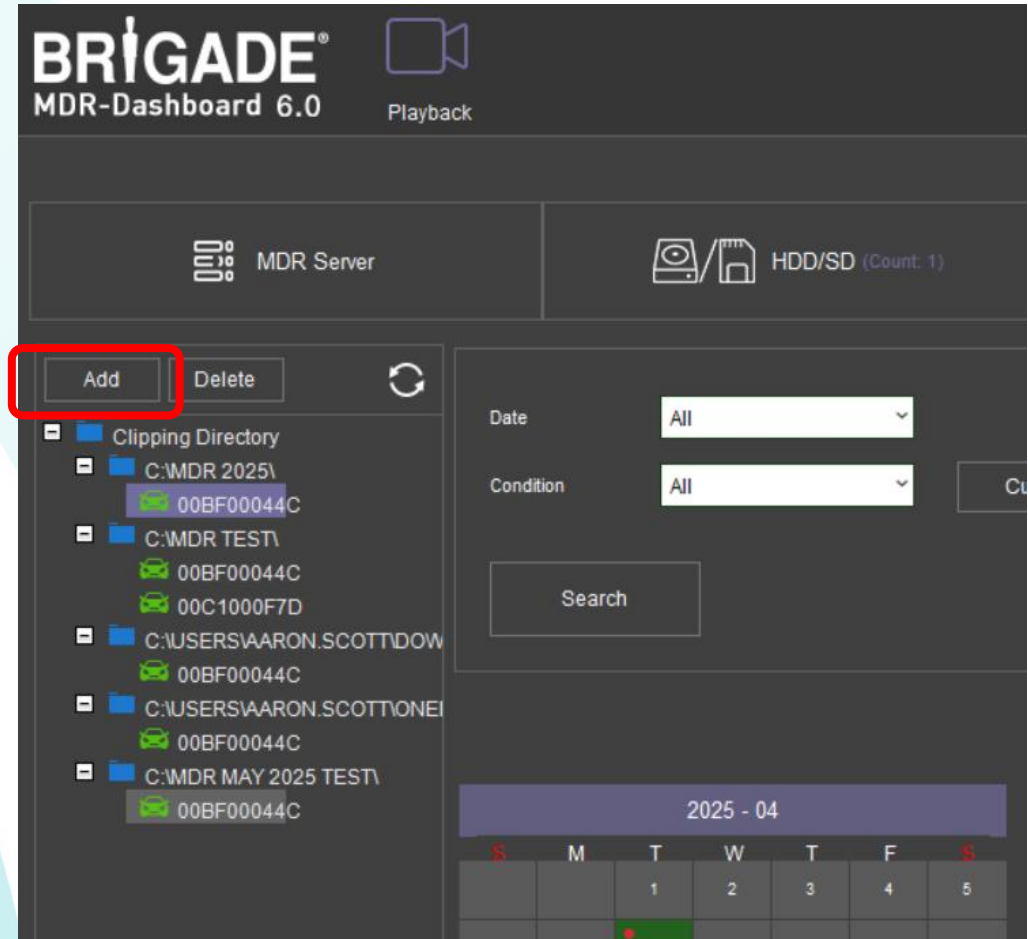 BRIGADE®
MDR-Dashboard 6.0
Playback
MDR Server
HDD/SD (Count: 1)
Add
Delete
Clipping Directory
C:\MDR 2025\
00BF00044C
C:\MDR TEST\
00BF00044C
00C1000F7D
C:\USERS\AARON.SCOTT\DOW
00BF00044C
C:\USERS\AARON.SCOTT\ONE
00BF00044C
C:\MDR MAY 2025 TEST\
00BF00044C
Date
All
Condition
All
Cu
Search
2025 - 04
S M T W T F S
1 2 3 4 5